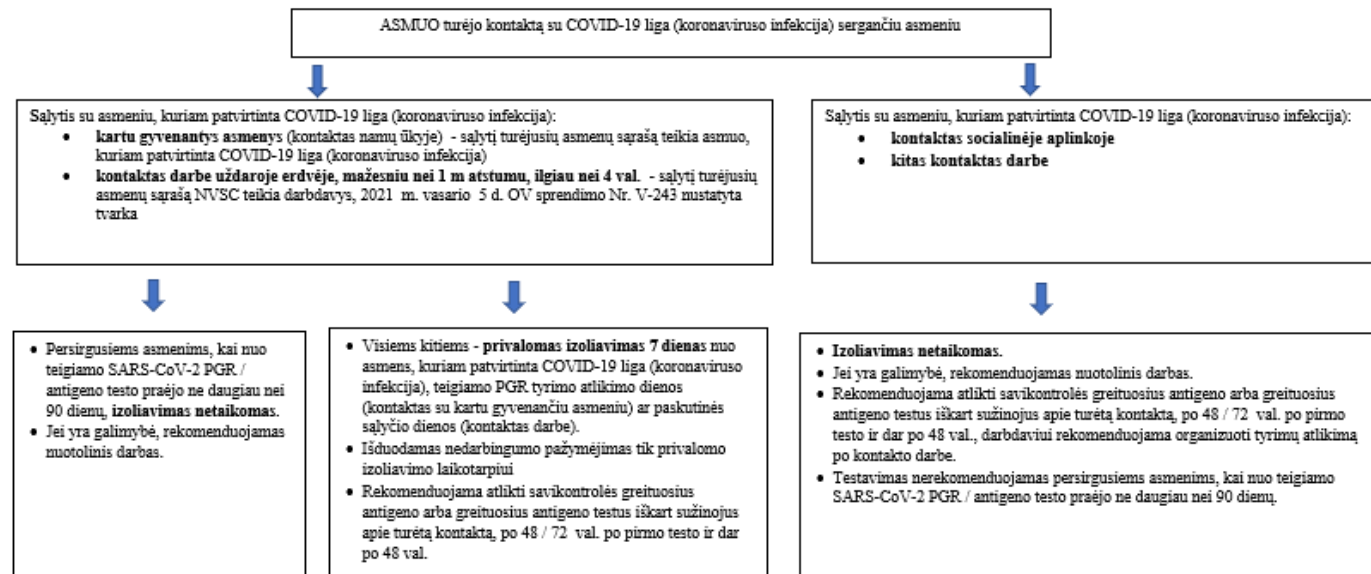 ASMUO turėjo kontaktą su COVID-19 liga (koronaviruso infekcija) sergančiu asmeniu
Sąlytis su asmeniu, kuriam patvirtinta COVID-19 liga (koronaviruso infekcija):
• kartu gyvenantys asmenys (kontaktas namų ūkyje) - sąlytį turėjusių asmenų sąrašą teikia asmuo,
kuriam patvirtinta COVID-19 liga (koronaviruso infekcija)
• kontaktas darbe uždaroje erdvėje, mažesniu nei 1 m atstumu, ilgiau nei 4 val. - sąlytį turėjusių
asmenų sąrašą NVSC teikia darbdavys, 2021 m. vasario 5 d. OV sprendimo Nr. V-243 nustatyta
tvarka
Sąlytis su asmeniu, kuriam patvirtinta COVID-19 liga (koronaviruso infekcija):
• kontaktas socialinėje aplinkoje
• kitas kontaktas darbe
• Persirgusiems asmenims, kai nuo
teigiamo SARS-CoV-2 PGR /
antigeno testo praėjo ne daugiau nei
90 dienų, izoliavimas netaikomas.
• Jei yra galimybė, rekomenduojamas
nuotolinis darbas.
• Visiems kitiems - privalomas izoliavimas 7 dienas nuo
asmens, kuriam patvirtinta COVID-19 liga (koronaviruso
infekcija), teigiamo PGR tyrimo atlikimo dienos
(kontaktas su kartu gyvenančiu asmeniu) ar paskutinės
sąlyčio dienos (kontaktas darbe).
• Išduodamas nedarbingumo pažymėjimas tik privalomo
izoliavimo laikotarpiui
• Rekomenduojama atlikti savikontrolės greituosius
antigeno arba greituosius antigeno testus iškart sužinojus
apie turėtą kontaktą, po 48 / 72 val. po pirmo testo ir dar
po 48 val.
• Izoliavimas netaikomas.
• Jei yra galimybė, rekomenduojamas nuotolinis darbas.
• Rekomenduojama atlikti savikontrolės greituosius antigeno arba greituosius
antigeno testus iškart sužinojus apie turėtą kontaktą, po 48 / 72 val. po pirmo
testo ir dar po 48 val., darbdaviui rekomenduojama organizuoti tyrimų atlikimą
po kontakto darbe.
• Testavimas nerekomenduojamas persirgusiems asmenims, kai nuo teigiamo
SARS-CoV-2 PGR / antigeno testo praėjo ne daugiau nei 90 dienų.